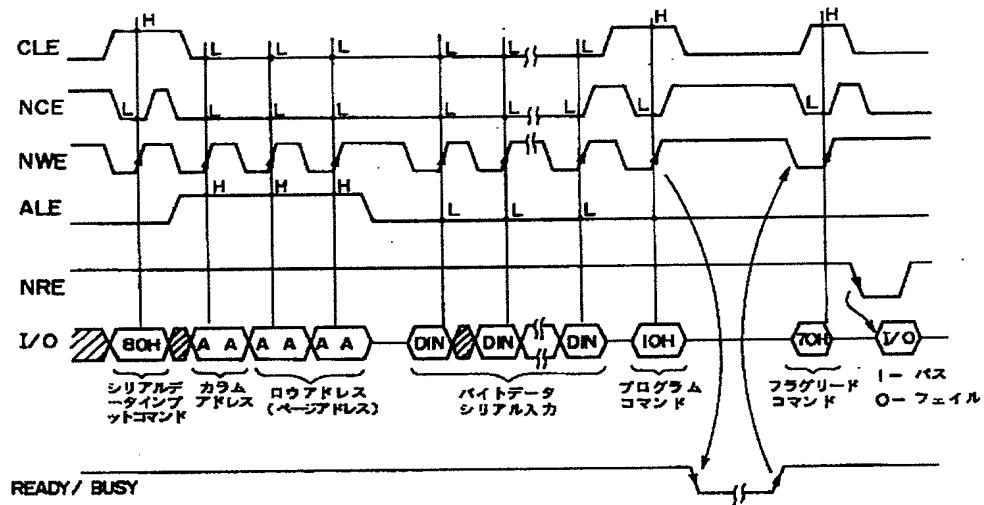 CLE H L L L L L L H H
NCE L L L L L L L L L
NWE
ALE H H H L L L
NRE
I/O 80H A A A A A A DIN DIN DIN 10H 70H I/O
シリアルデ
ータインプ
ットコマンド
カラム
アドレス
ロウアドレス
(ページアドレス)
バイトデータ
シリアル入力
プログラム
コマンド
フラグリード
コマンド
1- パス
0- フェイル
READY/ BUSY